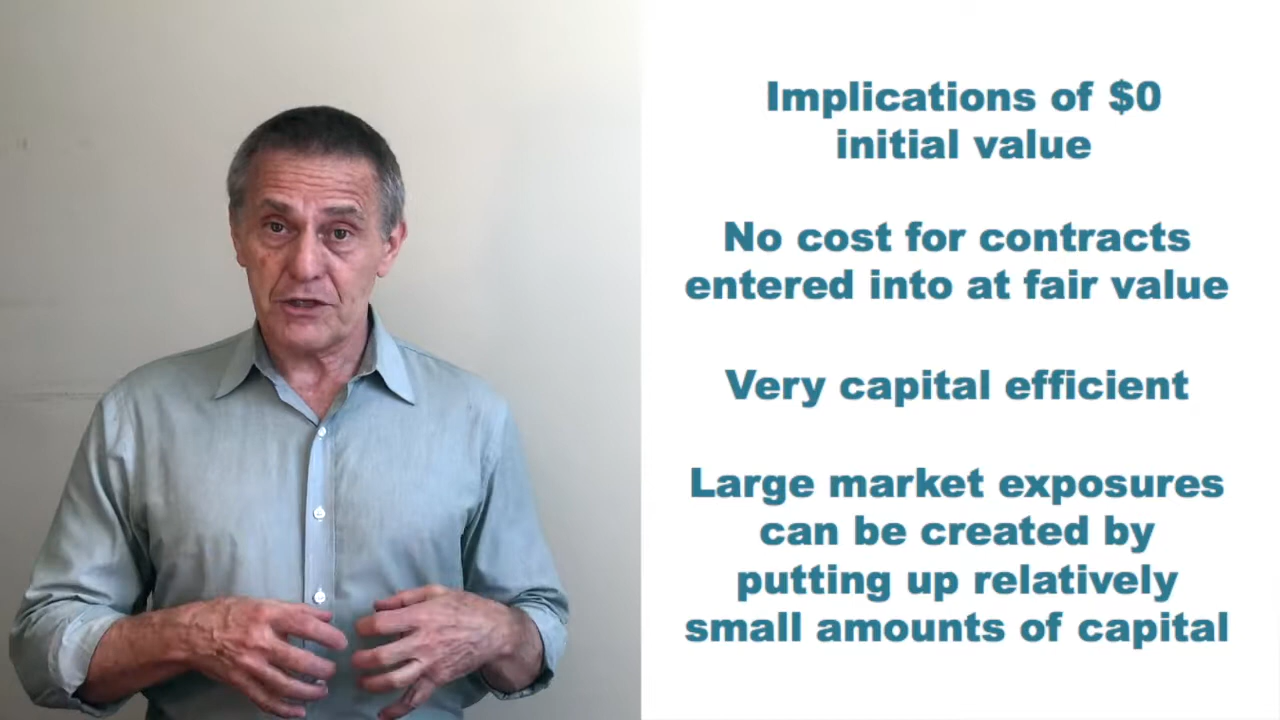 Implications of $0
initial value
No cost for contracts
entered into at fair value
Very capital efficient
Large market exposures
can be created by
putting up relatively
small amounts of capital